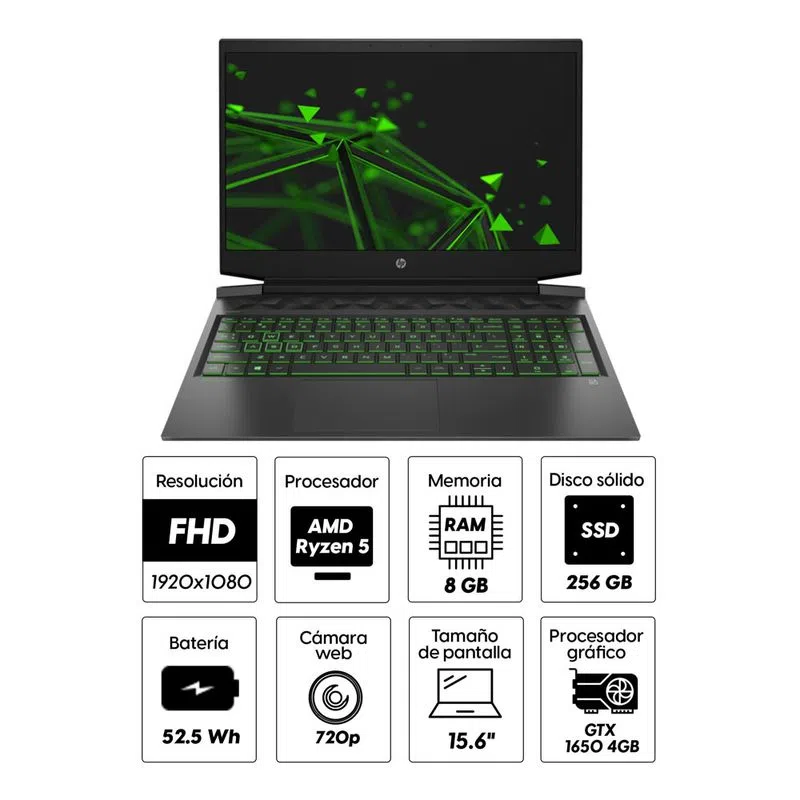 hp
Resolución
FHD
1920x1080
Procesador
AMD
Ryzen 5
Memoria
RAM
8 GB
Disco sólido
SSD
256 GB
Batería
52.5 Wh
Cámara
web
720p
Tamaño
de pantalla
15.6"
Procesador
gráfico
GTX
1650 4GB